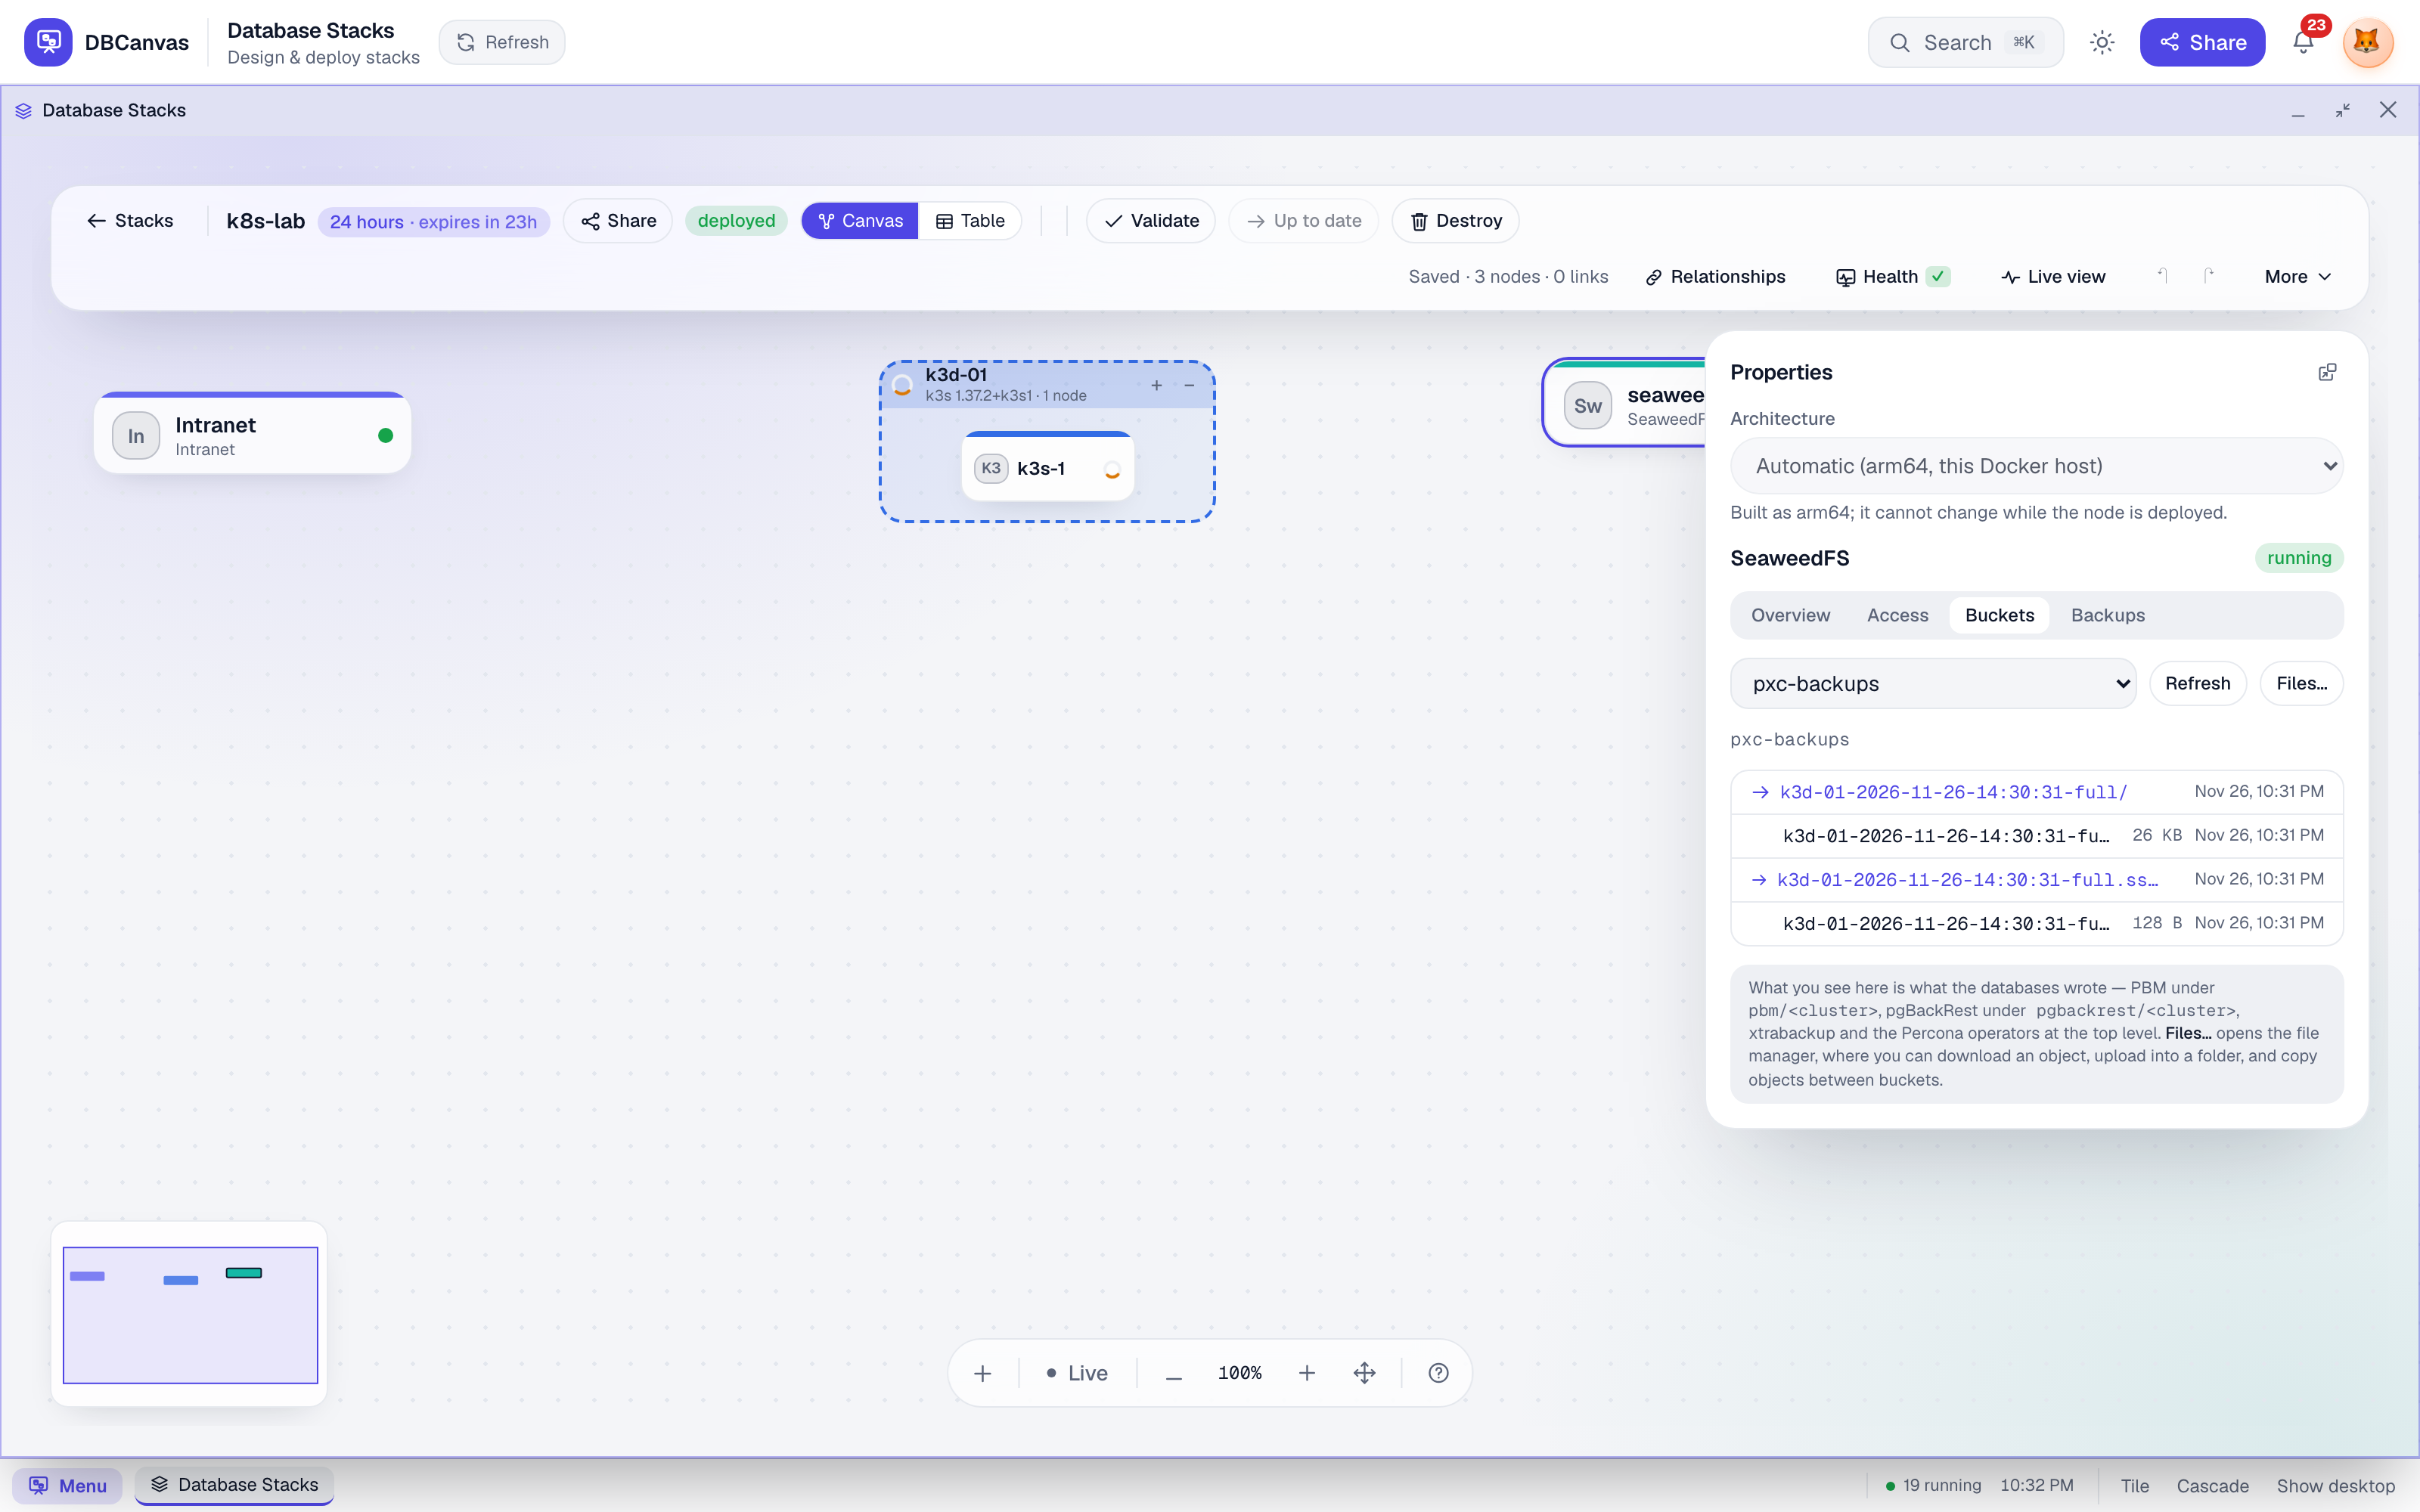 DBCanvas
Database Stacks
Design & deploy stacks
Refresh
Search ⌘K
Share
23
Database Stacks
Stacks
k8s-lab
24 hours · expires in 23h
Share
deployed
Canvas
Table
Validate
Up to date
Destroy
Saved · 3 nodes · 0 links
Relationships
Health
Live view
More
In
Intranet
Intranet
k3d-01
k3s 1.37.2+k3s1 · 1 node
K3
k3s-1
Sw
seawee
SeaweedF
Properties
Architecture
Automatic (arm64, this Docker host)
Built as arm64; it cannot change while the node is deployed.
SeaweedFS
running
Overview
Access
Buckets
Backups
pxc-backups
Refresh
Files…
pxc-backups
→ k3d-01-2026-11-26-14:30:31-full/ Nov 26, 10:31 PM
k3d-01-2026-11-26-14:30:31-fu… 26 KB Nov 26, 10:31 PM
→ k3d-01-2026-11-26-14:30:31-full.ss… Nov 26, 10:31 PM
k3d-01-2026-11-26-14:30:31-fu… 128 B Nov 26, 10:31 PM
What you see here is what the databases wrote — PBM under
pbm/<cluster>, pgBackRest under pgbackrest/<cluster>,
xtrabackup and the Percona operators at the top level. Files… opens the file
manager, where you can download an object, upload into a folder, and copy
objects between buckets.
Live
100%
Menu
Database Stacks
19 running
10:32 PM
Tile
Cascade
Show desktop